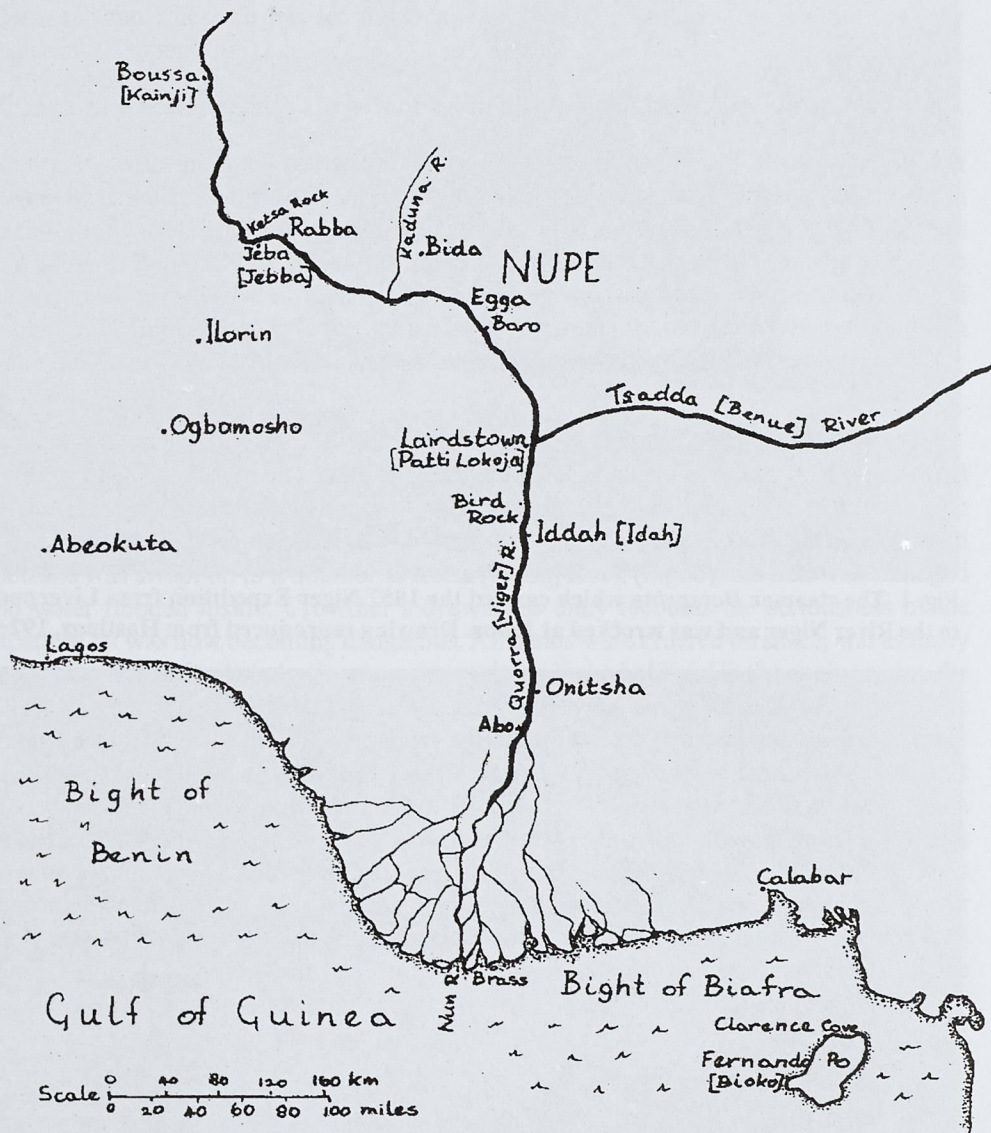 Boussa
[Kainji]
Kaduna R.
Ketsa Rock
Rabba
Jeba
[Jebba]
Bida
NUPE
Egga
Baro
Ilorin
Tsadda [Benue] River
Ogbomosho
Lairdstown
[Patti Lokoja]
Bird
Rock
Iddah [Idah]
Abeokuta
Quorra [Niger] R.
Lagos
Onitsha
Abo
Bight of
Benin
Calabar
Nun R.
Brass
Bight of Biafra
Gulf of Guinea
Clarence Cove
Fernando Po
[Bioko]
Scale
0 40 80 120 160 km
0 20 40 60 80 100 miles